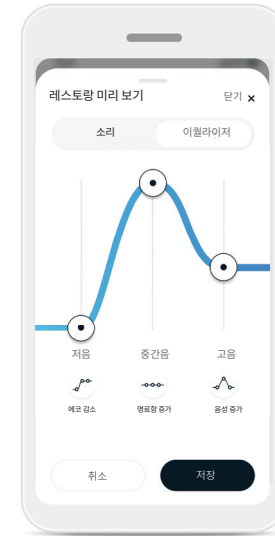 레스토랑 미리 보기 닫기 ×
소리 이퀄라이저
저음 중간음 고음
에코 감소 명료함 증가 음성 증가
취소 저장